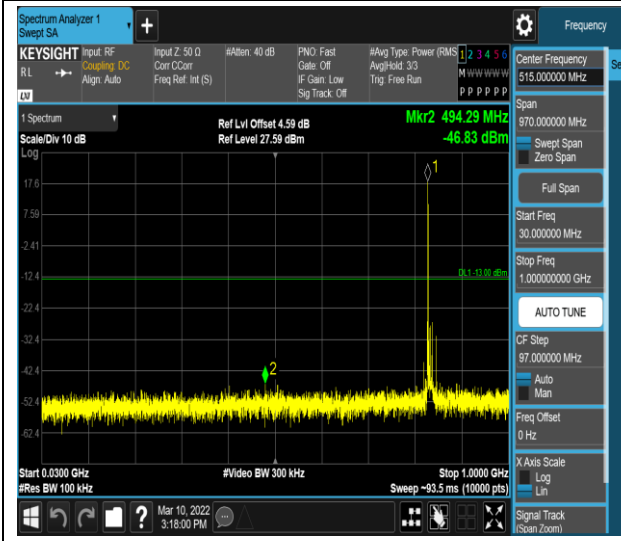 Spectrum Analyzer 1
Swept SA
+
Frequency
KEYSIGHT
RL
LXI
Input: RF
Coupling: DC
Align: Auto
Input Z: 50 Ω
Corr CCorr
Freq Ref: Int (S)
#Atten: 40 dB
PNO: Fast
Gate: Off
IF Gain: Low
Sig Track: Off
#Avg Type: Power (RMS
Avg|Hold: 3/3
Trig: Free Run
1 2 3 4 5 6
M W W W W W
P P P P P P
1 Spectrum
Scale/Div 10 dB
Log
Ref Lvl Offset 4.59 dB
Ref Level 27.59 dBm
Mkr2 494.29 MHz
-46.83 dBm
1
17.6
7.59
-2.41
-12.4
DL1 -13.00 dBm
-22.4
-32.4
-42.4
2
-52.4
-62.4
Start 0.0300 GHz
#Res BW 100 kHz
#Video BW 300 kHz
Stop 1.0000 GHz
Sweep ~93.5 ms (10000 pts)
?
Mar 10, 2022
3:18:00 PM
Center Frequency
515.000000 MHz
Se
Span
970.000000 MHz
Swept Span
Zero Span
Full Span
Start Freq
30.000000 MHz
Stop Freq
1.000000000 GHz
AUTO TUNE
CF Step
97.000000 MHz
Auto
Man
Freq Offset
0 Hz
X Axis Scale
Log
Lin
Signal Track
(Span Zoom)